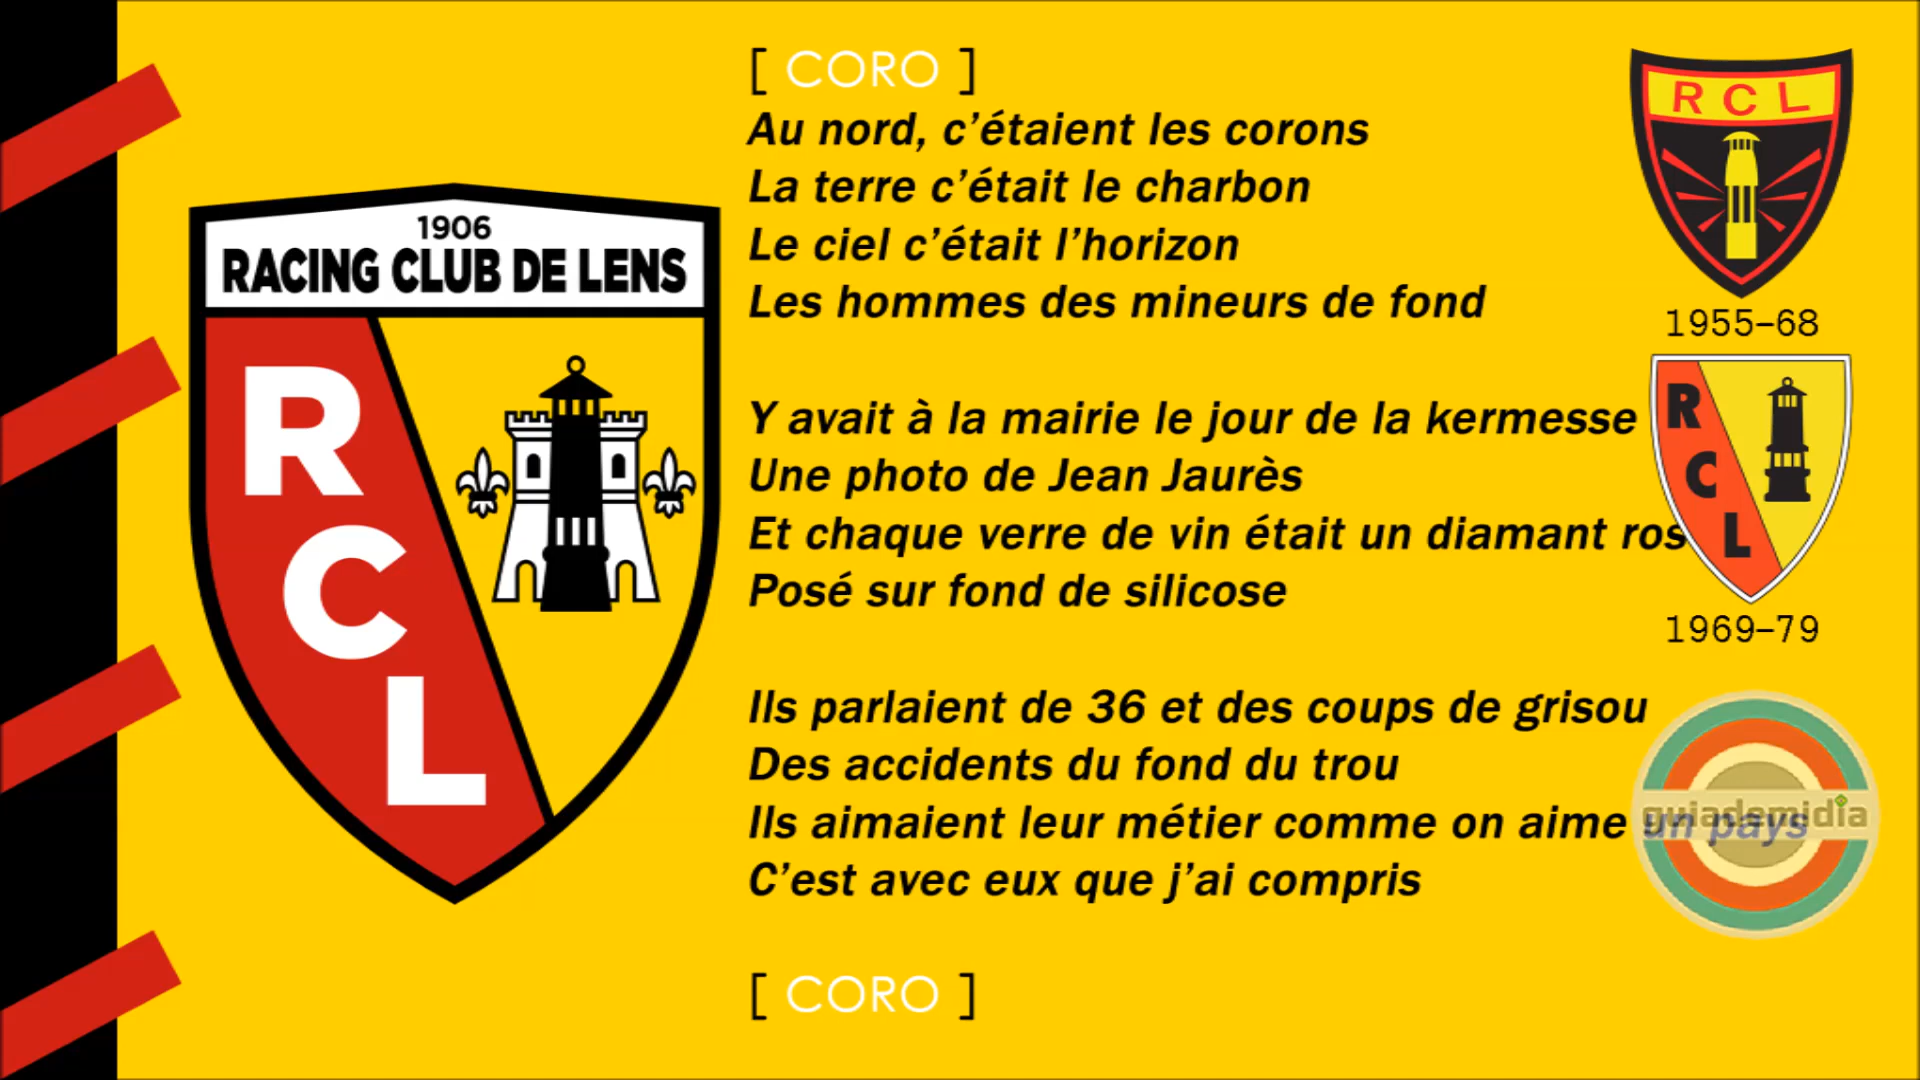 [ CORO ]
Au nord, c’étaient les corons
La terre c’était le charbon
Le ciel c’était l’horizon
Les hommes des mineurs de fond
Y avait à la mairie le jour de la kermesse
Une photo de Jean Jaurès
Et chaque verre de vin était un diamant ros
Posé sur fond de silicose
Ils parlaient de 36 et des coups de grisou
Des accidents du fond du trou
Ils aimaient leur métier comme on aime un pays
C’est avec eux que j’ai compris
[ CORO ]
1906
RACING CLUB DE LENS
R
C
L
R C L
1955-68
R
C
L
1969-79
guiademidia